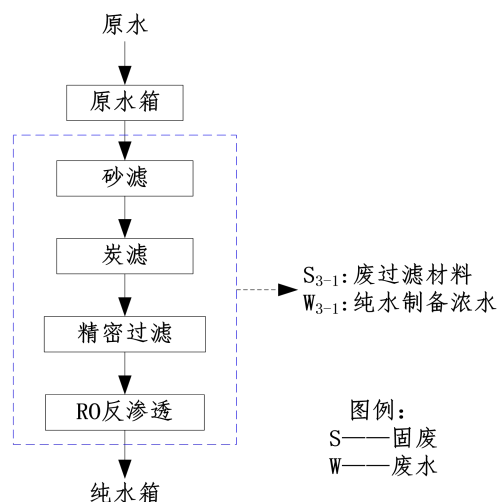 原水
原水箱
砂滤
炭滤
精密过滤
RO反渗透
纯水箱
S3-1:废过滤材料
W3-1:纯水制备浓水
图例：
S——固废
W——废水